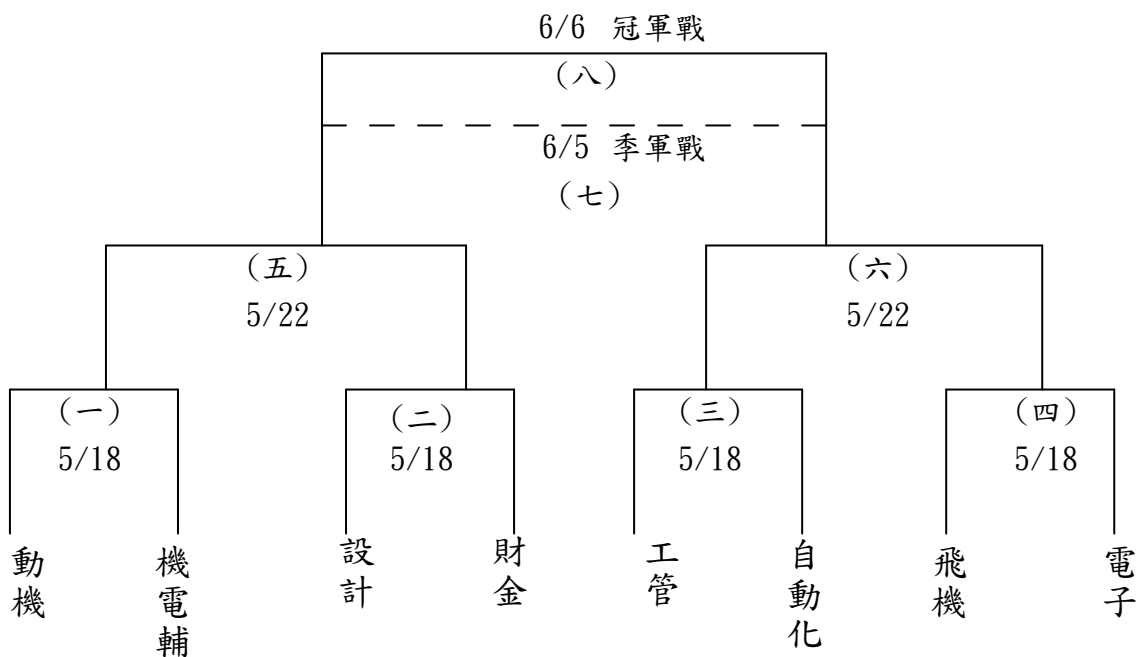 6/6 冠軍戰
（八）
6/5 季軍戰
（七）
（五）
5/22
（六）
5/22
（一）
5/18
（二）
5/18
（三）
5/18
（四）
5/18
動機
機電輔
設計
財金
工管
自動化
飛機
電子